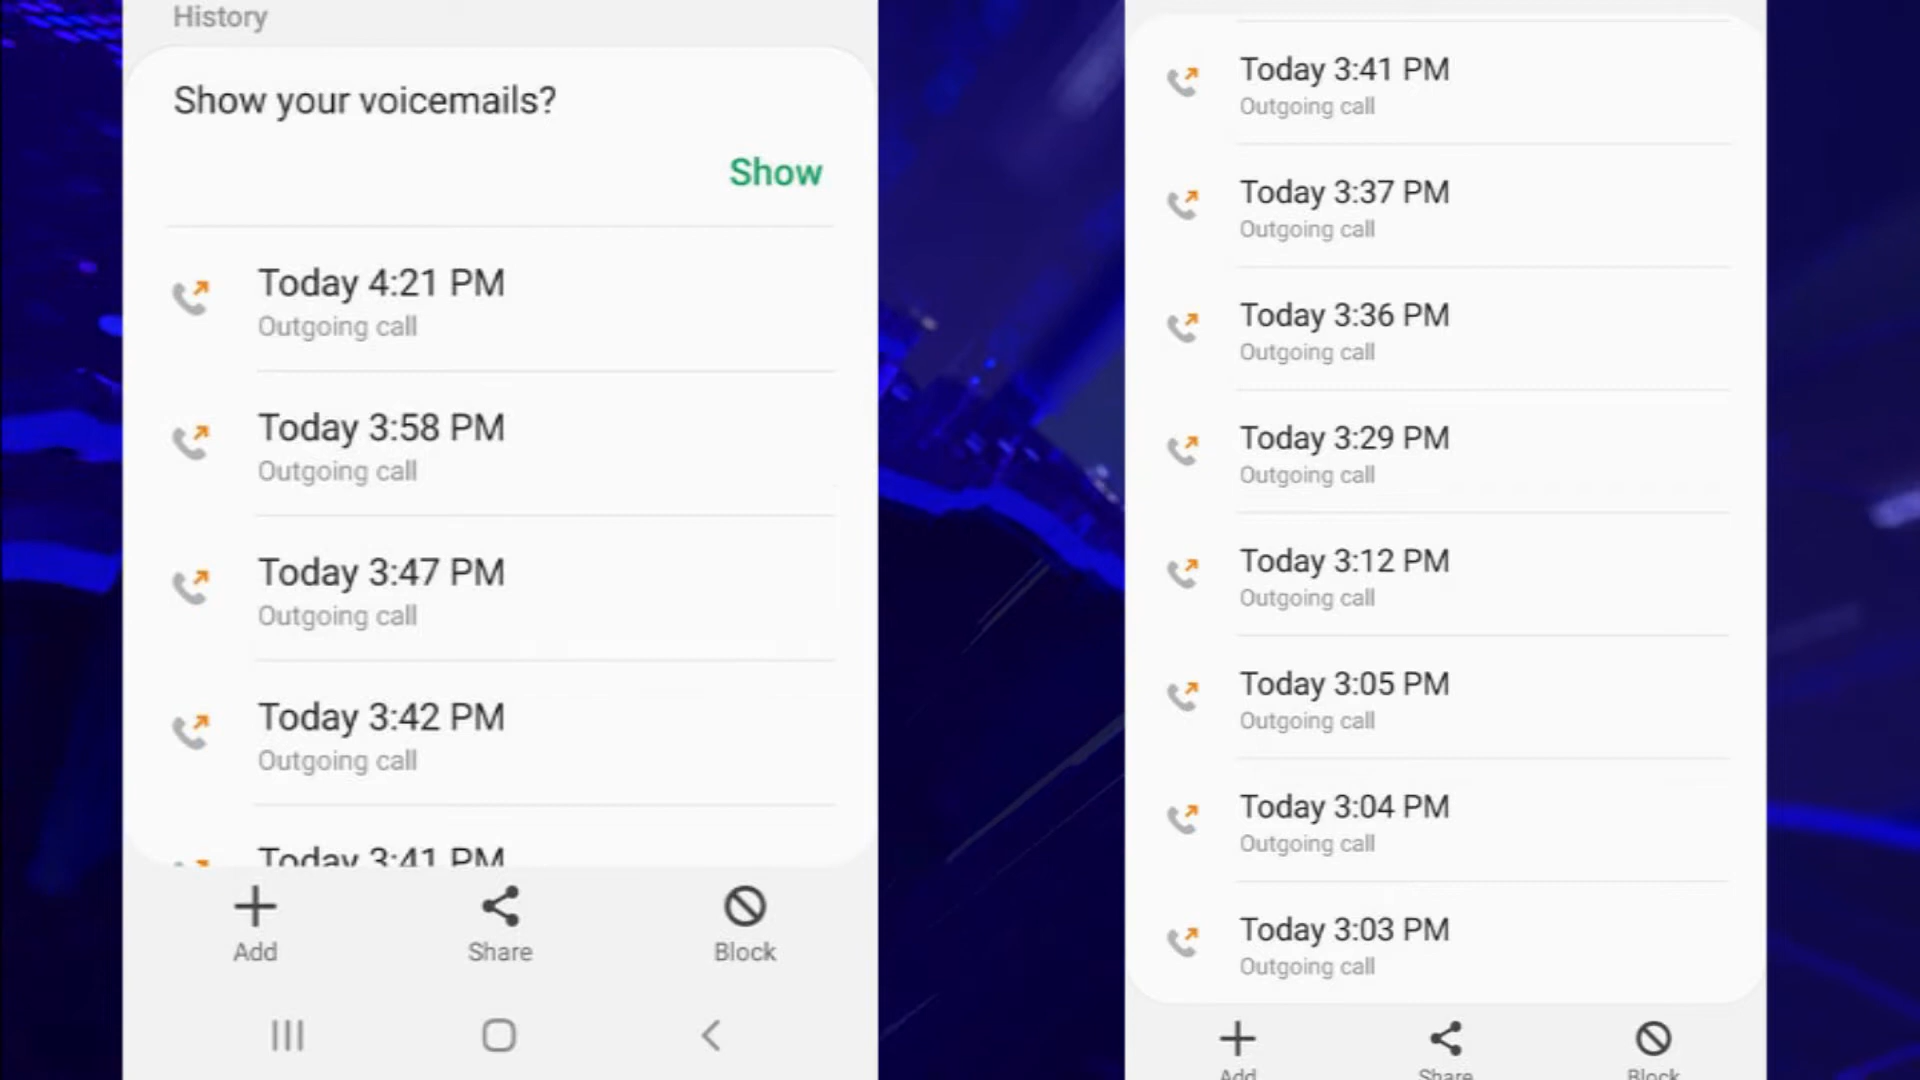 History
Show your voicemails?
Show
Today 4:21 PM
Outgoing call
Today 3:58 PM
Outgoing call
Today 3:47 PM
Outgoing call
Today 3:42 PM
Outgoing call
Today 3:41 PM
Add
Share
Block
Today 3:41 PM
Outgoing call
Today 3:37 PM
Outgoing call
Today 3:36 PM
Outgoing call
Today 3:29 PM
Outgoing call
Today 3:12 PM
Outgoing call
Today 3:05 PM
Outgoing call
Today 3:04 PM
Outgoing call
Today 3:03 PM
Outgoing call
Add
Share
Block